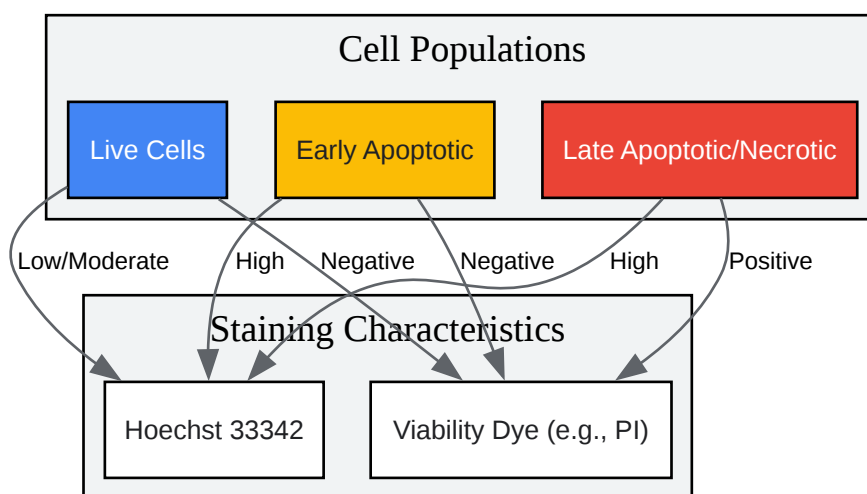 Cell Populations
Live Cells
Early Apoptotic
Late Apoptotic/Necrotic
Low/Moderate
High
Negative
Negative
High
Positive
Staining Characteristics
Hoechst 33342
Viability Dye (e.g., PI)